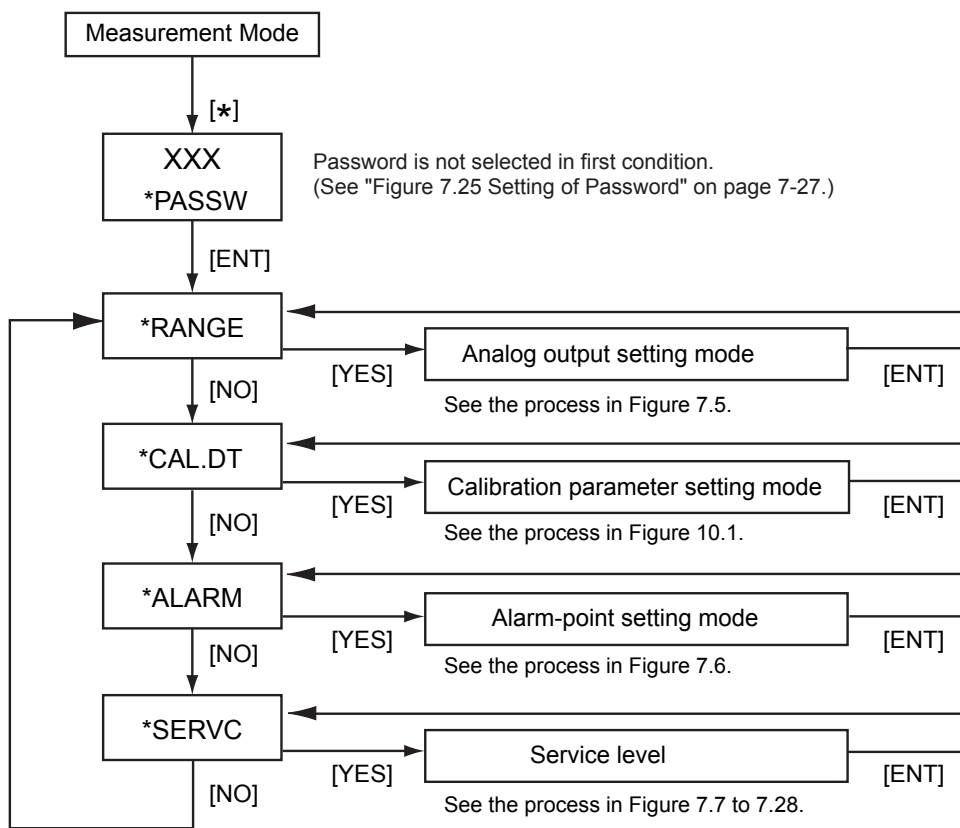 Measurement Mode
[*]
XXX
*PASSW
Password is not selected in first condition.
(See "Figure 7.25 Setting of Password" on page 7-27.)
[ENT]
*RANGE
[YES]
Analog output setting mode
[ENT]
See the process in Figure 7.5.
[NO]
*CAL.DT
[YES]
Calibration parameter setting mode
[ENT]
See the process in Figure 10.1.
[NO]
*ALARM
[YES]
Alarm-point setting mode
[ENT]
See the process in Figure 7.6.
[NO]
*SERVC
[YES]
Service level
[ENT]
See the process in Figure 7.7 to 7.28.
[NO]